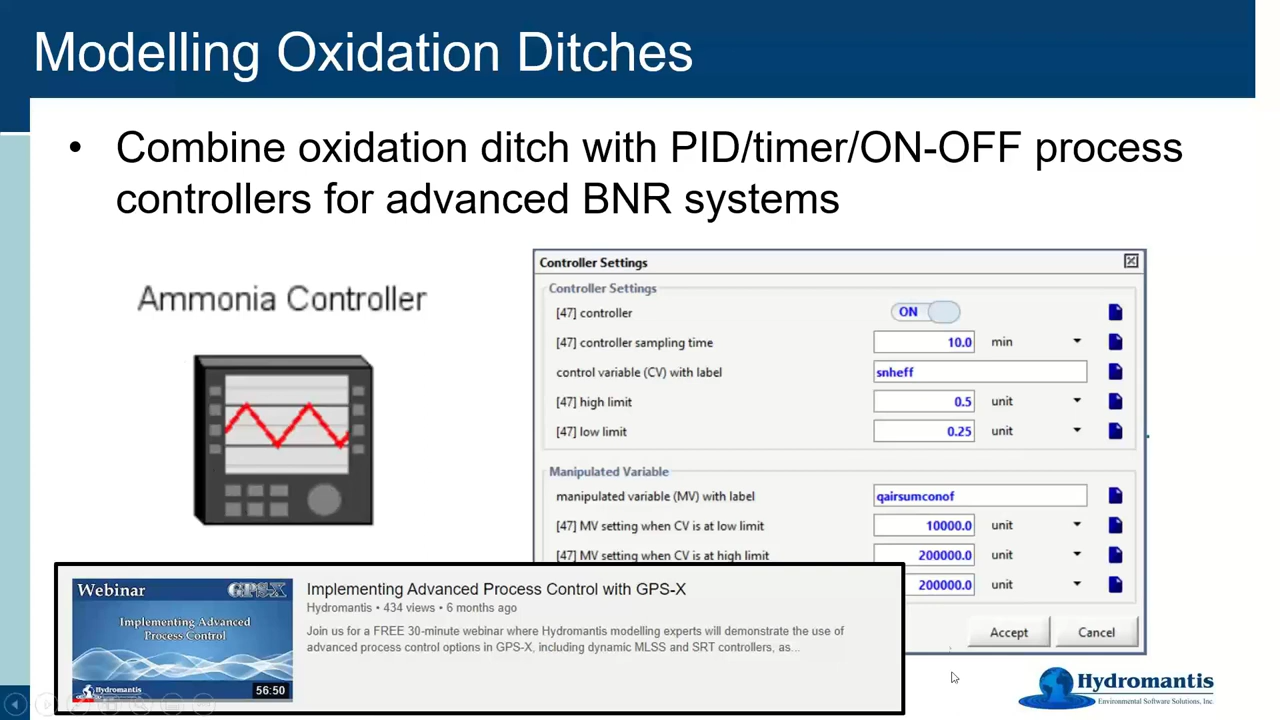 Modelling Oxidation Ditches
• Combine oxidation ditch with PID/timer/ON-OFF process
controllers for advanced BNR systems
Ammonia Controller
Controller Settings
Controller Settings
[47] controller ON
[47] controller sampling time 10.0 min
control variable (CV) with label snheff
[47] high limit 0.5 unit
[47] low limit 0.25 unit
Manipulated Variable
manipulated variable (MV) with label qairsumconof
[47] MV setting when CV is at low limit 10000.0 unit
[47] MV setting when CV is at high limit 200000.0 unit
200000.0 unit
Accept Cancel
Webinar GPS-X
Implementing Advanced
Process Control
Hydromantis
56:50
Implementing Advanced Process Control with GPS-X
Hydromantis • 434 views • 6 months ago
Join us for a FREE 30-minute webinar where Hydromantis modelling experts will demonstrate the use of
advanced process control options in GPS-X, including dynamic MLSS and SRT controllers, as...
Hydromantis
Environmental Software Solutions, Inc.